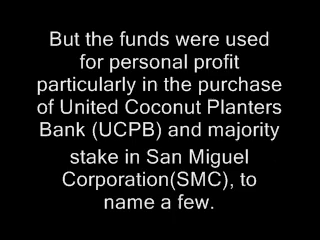 But the funds were used
for personal profit
particularly in the purchase
of United Coconut Planters
Bank (UCPB) and majority
stake in San Miguel
Corporation(SMC), to
name a few.